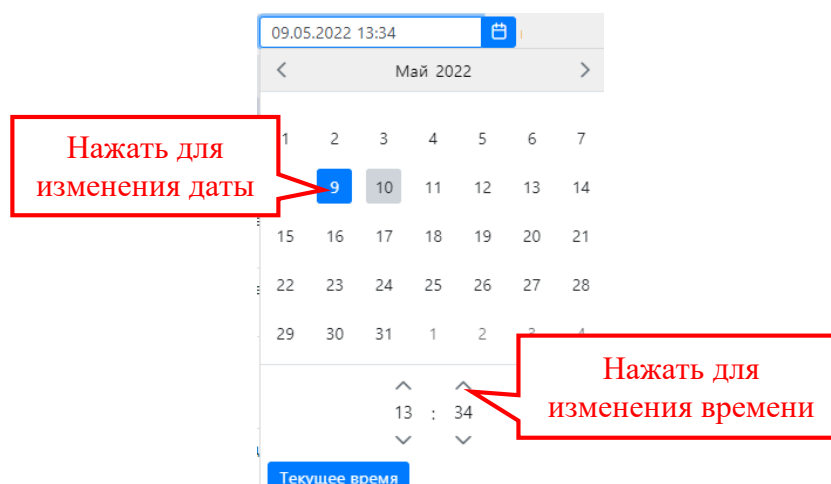 09.05.2022 13:34
Май 2022
1 2 3 4 5 6 7
Нажать для
изменения даты
9 10 11 12 13 14
15 16 17 18 19 20 21
22 23 24 25 26 27 28
29 30 31 1 2 3 4
Нажать для
изменения времени
13 : 34
Текущее время